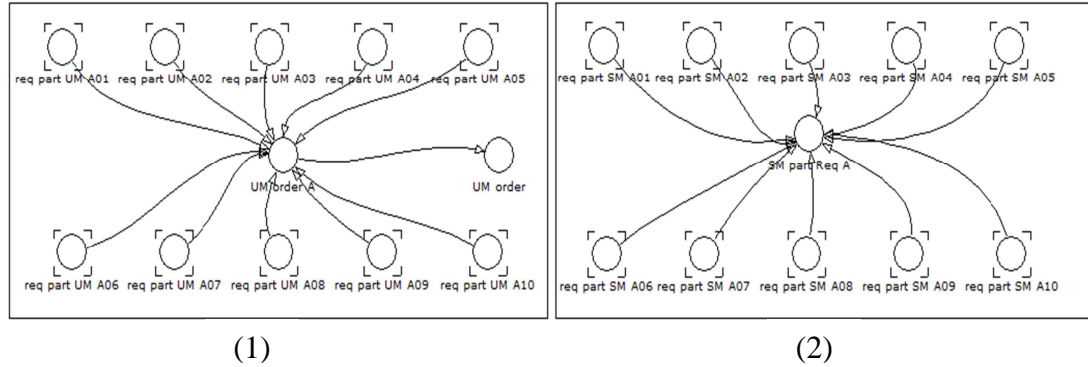 req part UM A01 req part UM A02 req part UM A03 req part UM A04 req part UM A05
UM order A
UM order
req part UM A06 req part UM A07 req part UM A08 req part UM A09 req part UM A10
(1)
req part SM A01 req part SM A02 req part SM A03 req part SM A04 req part SM A05
SM part Req A
req part SM A06 req part SM A07 req part SM A08 req part SM A09 req part SM A10
(2)